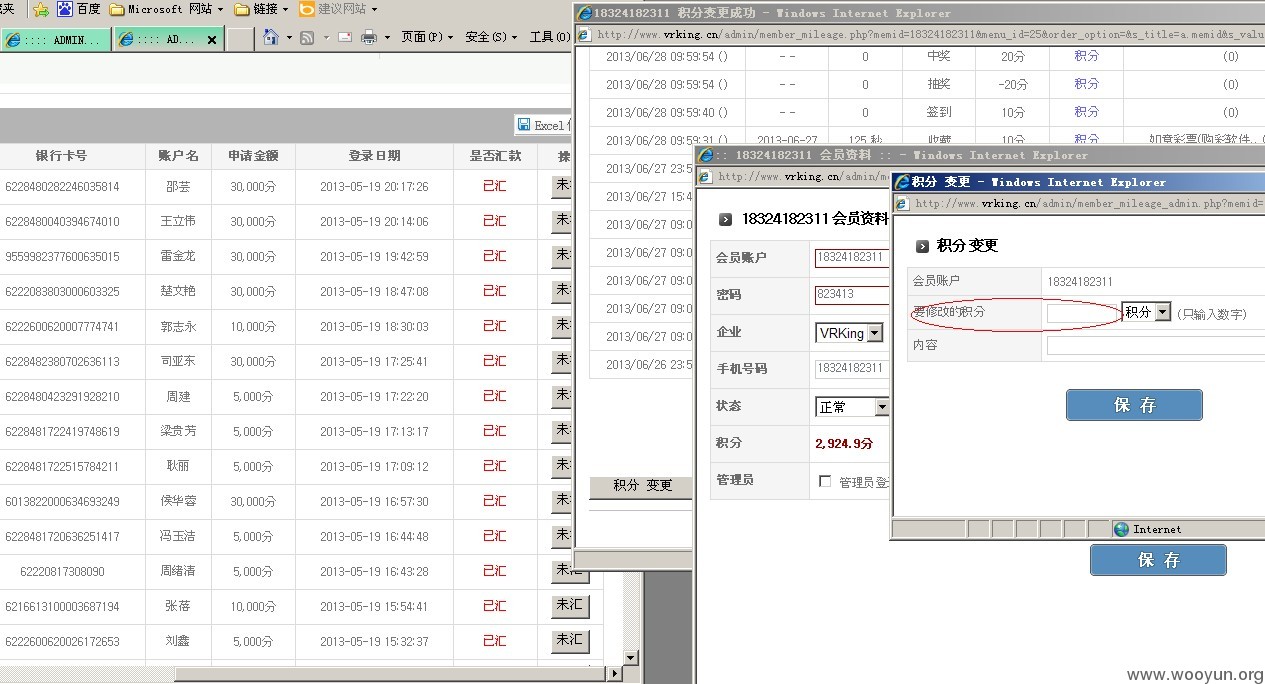 夹 百度 Microsoft 网站 链接 建议网站
:::: ADMIN... :::: AD... 页面(P) 安全(S) 工具(O)
Excel
银行卡号 账户名 申请金额 登录日期 是否汇款 操
6228480282246035814 邵芸 30,000分 2013-05-19 20:17:26 已汇 未
6228480040394674010 王立伟 30,000分 2013-05-19 20:14:06 已汇 未
9559982377600635015 雷金龙 30,000分 2013-05-19 19:42:59 已汇 未
6222083803000603325 楚文艳 30,000分 2013-05-19 18:47:08 已汇 未
6222600620007774741 郭志永 10,000分 2013-05-19 18:30:03 已汇 未
6228482380702636113 司亚东 30,000分 2013-05-19 17:25:41 已汇 未
6228480423291928210 周建 5,000分 2013-05-19 17:22:20 已汇 未
6228481722419748619 梁贵芳 5,000分 2013-05-19 17:13:17 已汇 未
6228481722515784211 耿丽 5,000分 2013-05-19 17:09:12 已汇 未
6013822000634693249 侯华蓉 30,000分 2013-05-19 16:57:30 已汇 未
6228481720636251417 冯玉洁 5,000分 2013-05-19 16:44:48 已汇 未
62220817308090 周绪清 5,000分 2013-05-19 16:43:28 已汇 未汇
6216613100003687194 张蓓 10,000分 2013-05-19 15:54:41 已汇 未汇
6222600620026172653 刘鑫 5,000分 2013-05-19 15:32:37 已汇 未汇
18324182311 积分变更成功 - Windows Internet Explorer
http://www.vrking.cn/admin/member_mileage.php?memid=18324182311&menu_id=25&order_option=&s_title=a.memid&s_valu
2013/06/28 09:59:54 () -- 0 中奖 20分 积分 (0)
2013/06/28 09:59:54 () -- 0 抽奖 -20分 积分 (0)
2013/06/28 09:59:40 () -- 0 签到 10分 积分 (0)
2013/06/28 09:59:31 () 2013-06-27 125 秒 收藏 10分 积分 如意彩票(购彩软件..(0)
2013/06/27 23:5
2013/06/27 15:4
2013/06/27 09:0
2013/06/27 09:0
2013/06/27 09:0
2013/06/27 09:0
2013/06/27 09:0
2013/06/26 23:5
积分 变更
:: 18324182311 会员资料 :: - Windows Internet Explorer
http://www.vrking.cn/admin/me
18324182311 会员资料
会员账户 18324182311
密码 823413
企业 VRKing
手机号码 18324182311
状态 正常
积分 2,924.9分
管理员 管理员登
保 存
积分 变更 - Windows Internet Explorer
http://www.vrking.cn/admin/member_mileage_admin.php?memid=
积分 变更
会员账户 18324182311
要修改的积分 积分 (只输入数字)
内容
保 存
Internet
www.wooyun.org